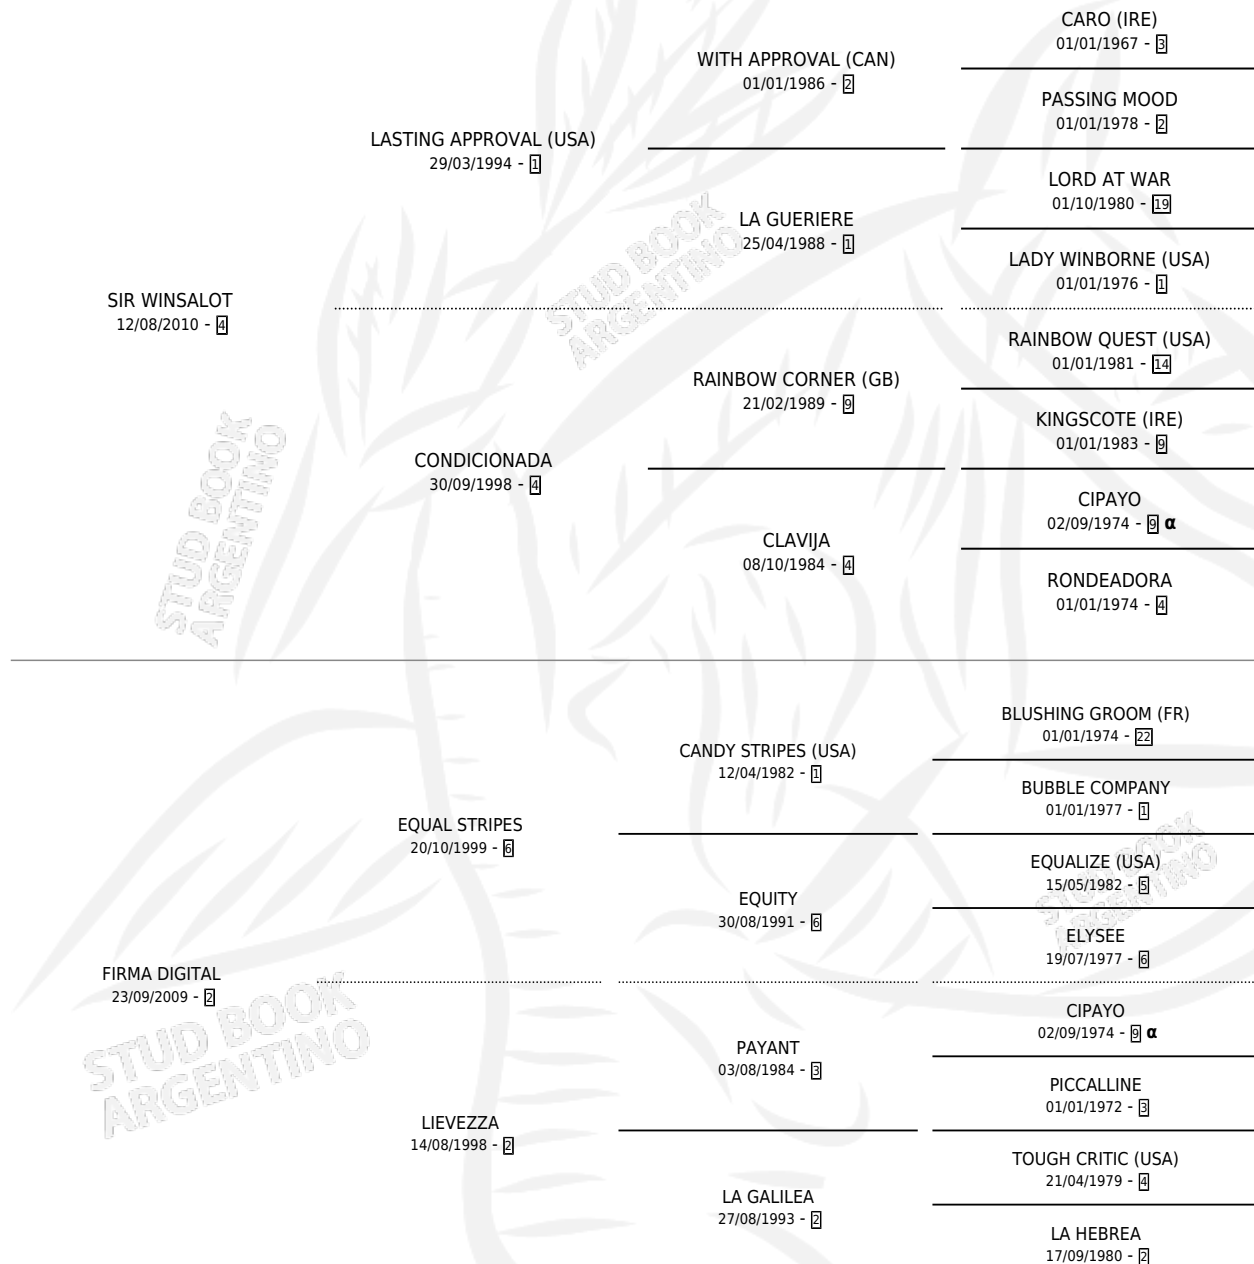 CARO (IRE)
01/01/1967 - 3
WITH APPROVAL (CAN)
01/01/1986 - 2
PASSING MOOD
01/01/1978 - 2
LASTING APPROVAL (USA)
29/03/1994 - 1
LORD AT WAR
01/10/1980 - 19
LA GUERIERE
25/04/1988 - 1
LADY WINBORNE (USA)
01/01/1976 - 1
SIR WINSALOT
12/08/2010 - 4
RAINBOW QUEST (USA)
01/01/1981 - 14
RAINBOW CORNER (GB)
21/02/1989 - 9
KINGSCOTE (IRE)
01/01/1983 - 9
CONDICIONADA
30/09/1998 - 4
CIPAYO
02/09/1974 - 9 α
CLAVIJA
08/10/1984 - 4
RONDEADORA
01/01/1974 - 4
BLUSHING GROOM (FR)
01/01/1974 - 22
CANDY STRIPES (USA)
12/04/1982 - 1
BUBBLE COMPANY
01/01/1977 - 1
EQUAL STRIPES
20/10/1999 - 6
EQUALIZE (USA)
15/05/1982 - 5
EQUITY
30/08/1991 - 6
ELYSEE
19/07/1977 - 6
FIRMA DIGITAL
23/09/2009 - 2
CIPAYO
02/09/1974 - 9 α
PAYANT
03/08/1984 - 3
PICCALLINE
01/01/1972 - 3
LIEVEZZA
14/08/1998 - 2
TOUGH CRITIC (USA)
21/04/1979 - 4
LA GALILEA
27/08/1993 - 2
LA HEBREA
17/09/1980 - 2
STUD BOOK
ARGENTINO
STUD BOOK
ARGENTINO
STUD BOOK
ARGENTINO
STUD BOOK
ARGENTINO